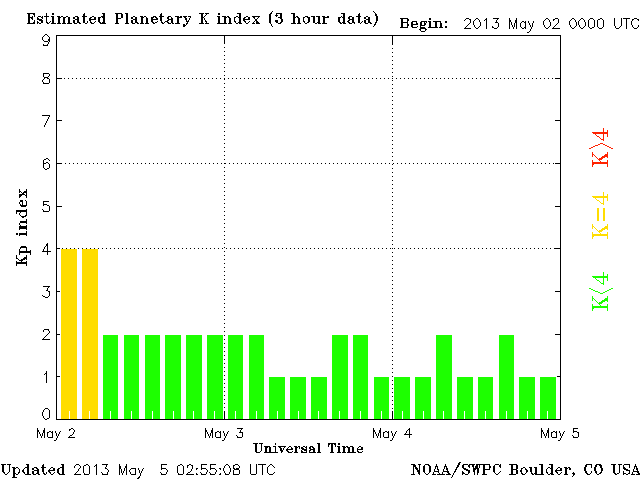 Estimated Planetary K index (3 hour data)
Begin: 2013 May 02 0000 UTC
9
8
7
6
5
4
3
2
1
0
Kp index
K>4
K=4
K<4
May 2
May 3
May 4
May 5
Universal Time
Updated 2013 May  5 02:55:08 UTC
NOAA/SWPC Boulder, CO USA